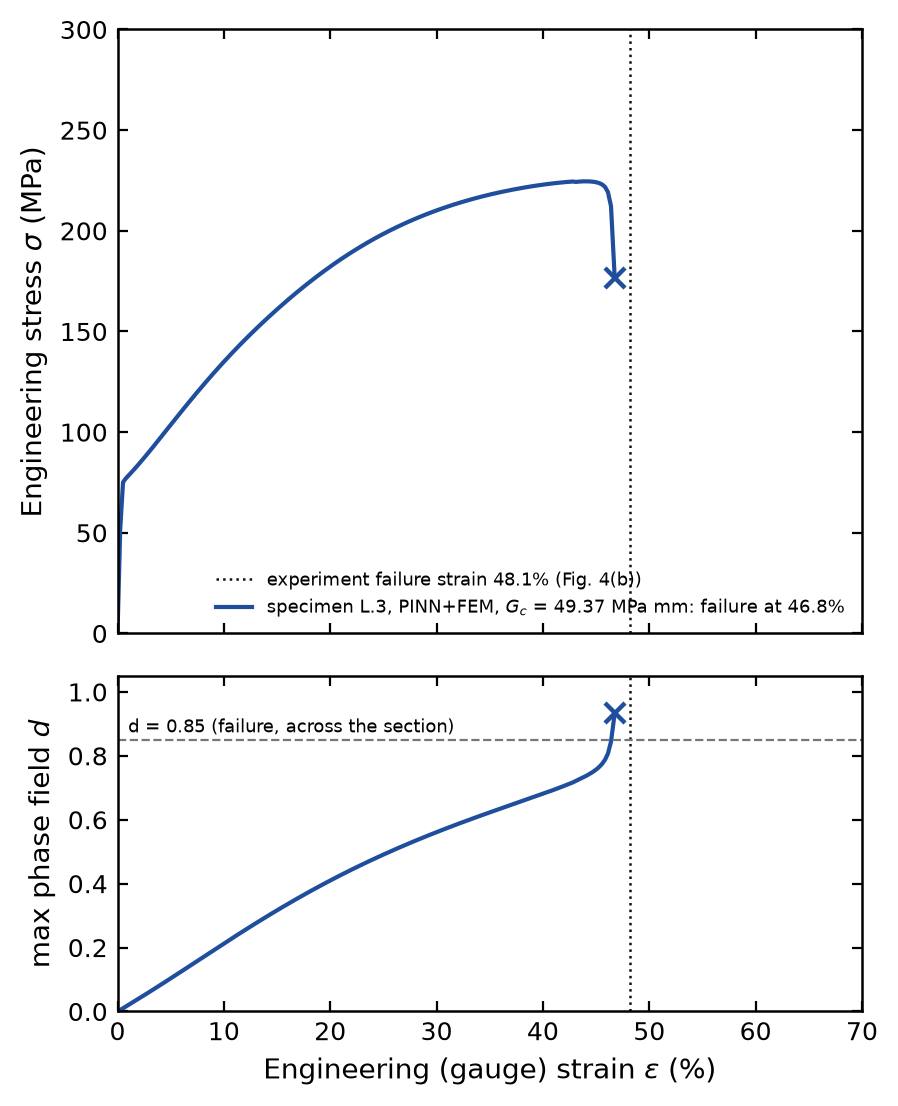 300
250
200
150
100
50
0
Engineering stress σ (MPa)
experiment failure strain 48.1% (Fig. 4(b))
specimen L.3, PINN+FEM, G_c = 49.37 MPa mm: failure at 46.8%
1.0
0.8
0.6
0.4
0.2
0.0
max phase field d
d = 0.85 (failure, across the section)
0 10 20 30 40 50 60 70
Engineering (gauge) strain ε (%)